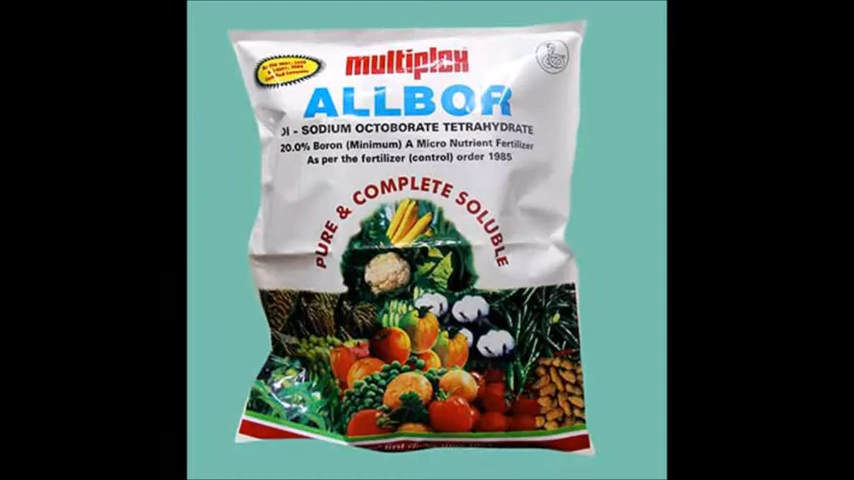 multiplex
ALLBOR
DI - SODIUM OCTOBORATE TETRAHYDRATE
20.0% Boron (Minimum) A Micro Nutrient Fertilizer
As per the fertilizer (control) order 1985
PURE & COMPLETE SOLUBLE